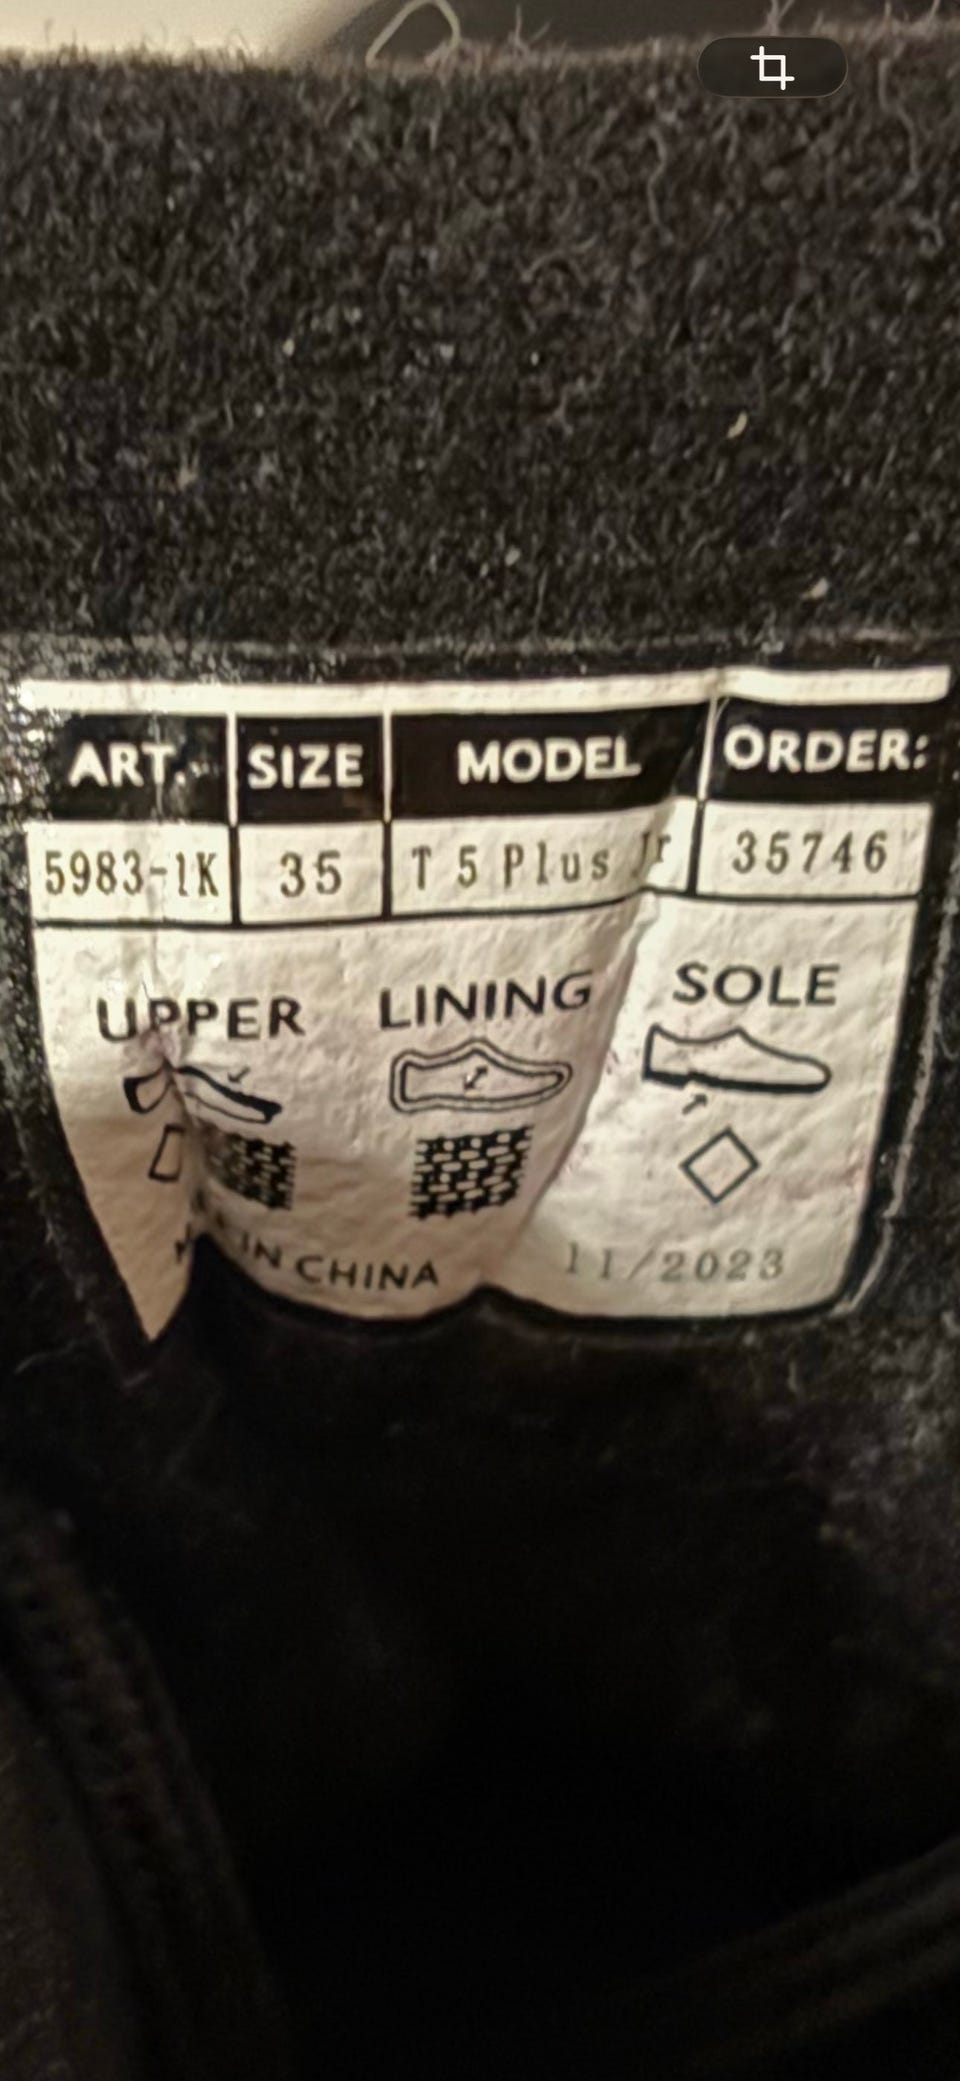 ART. SIZE MODEL ORDER:
5983-1K 35 T 5 Plus Jr 35746
UPPER LINING SOLE
IN CHINA 11/2023